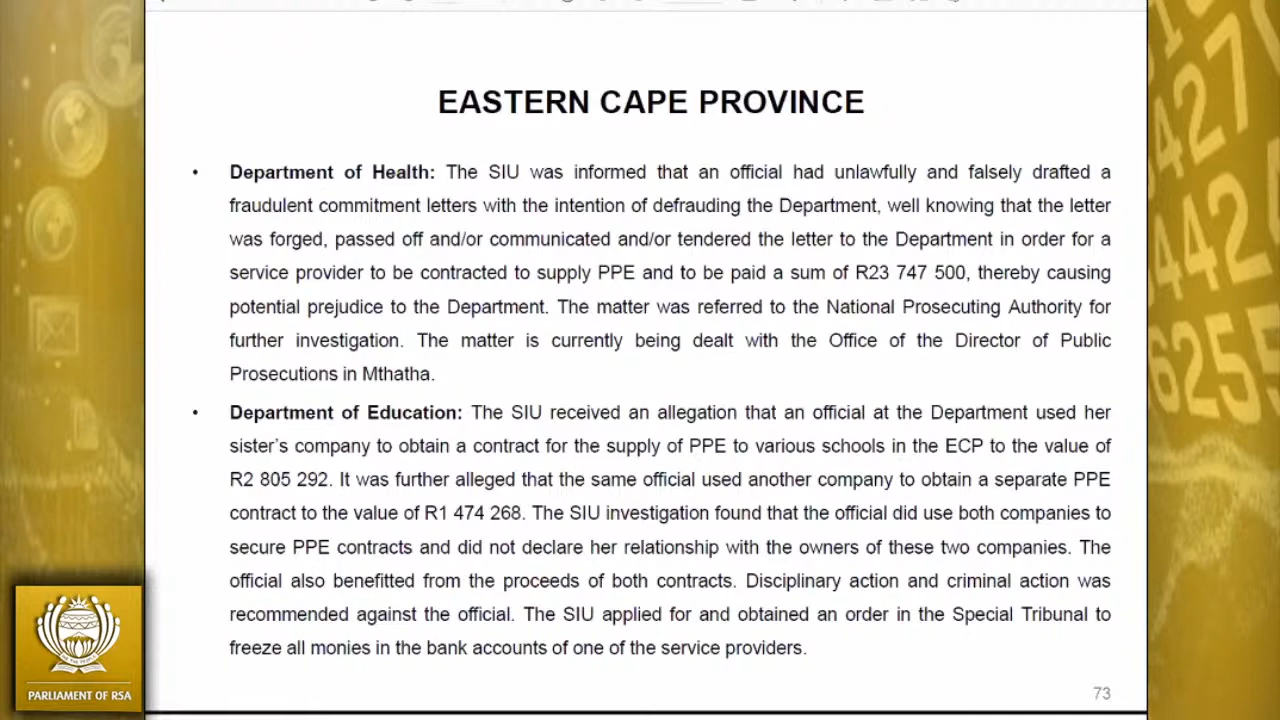 EASTERN CAPE PROVINCE
• Department of Health: The SIU was informed that an official had unlawfully and falsely drafted a
fraudulent commitment letters with the intention of defrauding the Department, well knowing that the letter
was forged, passed off and/or communicated and/or tendered the letter to the Department in order for a
service provider to be contracted to supply PPE and to be paid a sum of R23 747 500, thereby causing
potential prejudice to the Department. The matter was referred to the National Prosecuting Authority for
further investigation. The matter is currently being dealt with the Office of the Director of Public
Prosecutions in Mthatha.
• Department of Education: The SIU received an allegation that an official at the Department used her
sister's company to obtain a contract for the supply of PPE to various schools in the ECP to the value of
R2 805 292. It was further alleged that the same official used another company to obtain a separate PPE
contract to the value of R1 474 268. The SIU investigation found that the official did use both companies to
secure PPE contracts and did not declare her relationship with the owners of these two companies. The
official also benefitted from the proceeds of both contracts. Disciplinary action and criminal action was
recommended against the official. The SIU applied for and obtained an order in the Special Tribunal to
freeze all monies in the bank accounts of one of the service providers.
73
PARLIAMENT OF RSA
427
442
6255